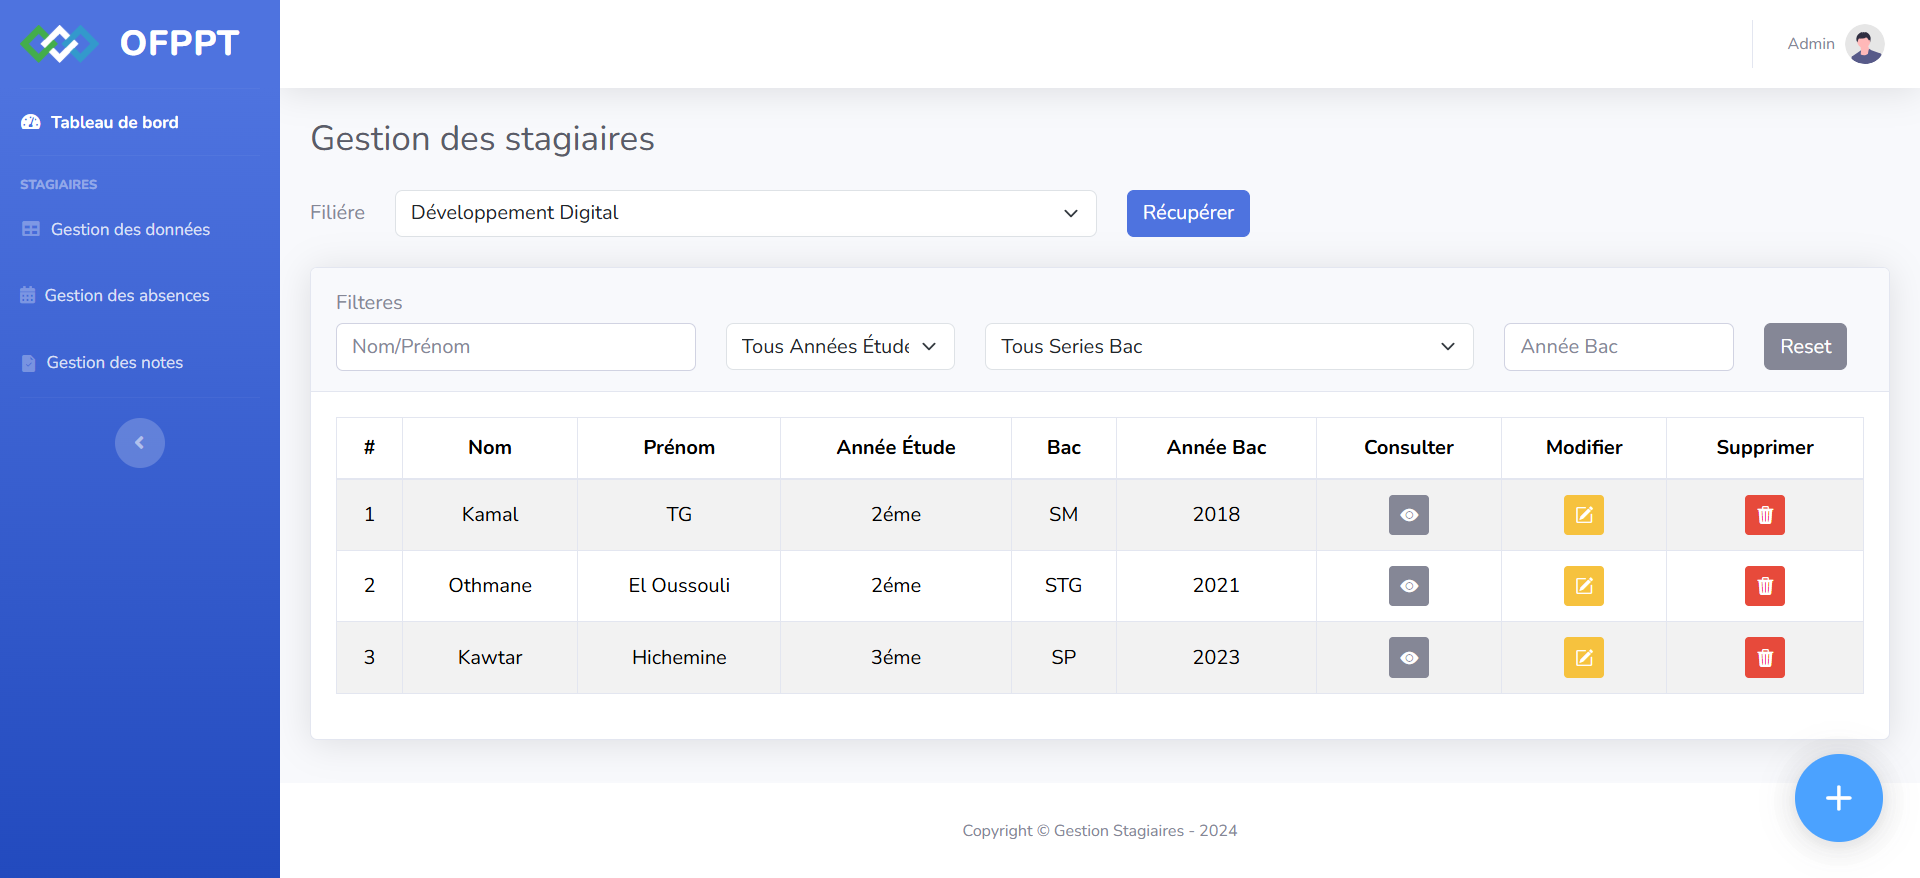 OFPPT
Admin
Tableau de bord
STAGIAIRES
Gestion des données
Gestion des absences
Gestion des notes
Gestion des stagiaires
Filiére Développement Digital Récupérer
Filteres
Nom/Prénom Tous Années Étude Tous Series Bac Année Bac Reset
# Nom Prénom Année Étude Bac Année Bac Consulter Modifier Supprimer
1 Kamal TG 2éme SM 2018
2 Othmane El Oussouli 2éme STG 2021
3 Kawtar Hichemine 3éme SP 2023
Copyright © Gestion Stagiaires - 2024